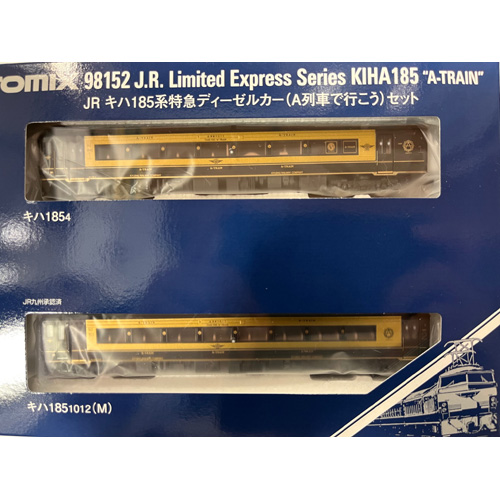 TOMIX 98152 J.R. Limited Express Series KIHA185 "A-TRAIN"
JR キハ185系特急ディーゼルカー(A列車で行こう)セット
キハ1854
JR九州承認済
キハ1851012(M)